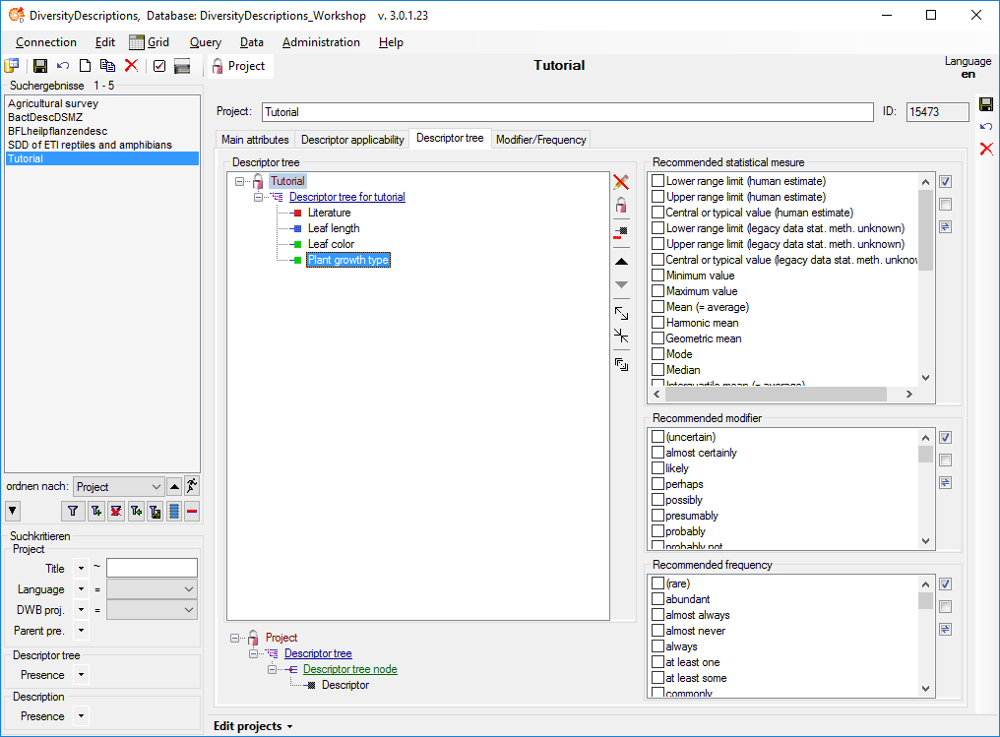 DiversityDescriptions, Database: DiversityDescriptions_Workshop v. 3.0.1.23
Connection Edit Grid Query Data Administration Help
Project
Tutorial
Language
en
Suchergebnisse 1 - 5
Agricultural survey
BactDescDSMZ
BFLheilpflanzendesc
SDD of ETI reptiles and amphibians
Tutorial
ordnen nach: Project
Suchkritieren
Project
Title ~
Language =
DWB proj. =
Parent pre.
Descriptor tree
Presence
Description
Presence
Project: Tutorial ID: 15473
Main attributes Descriptor applicability Descriptor tree Modifier/Frequency
Descriptor tree
Tutorial
Descriptor tree for tutorial
Literature
Leaf length
Leaf color
Plant growth type
Project
Descriptor tree
Descriptor tree node
Descriptor
Recommended statistical mesure
Lower range limit (human estimate)
Upper range limit (human estimate)
Central or typical value (human estimate)
Lower range limit (legacy data stat. meth. unknown)
Upper range limit (legacy data stat. meth. unknown)
Central or typical value (legacy data stat. meth. unknov
Minimum value
Maximum value
Mean (= average)
Harmonic mean
Geometric mean
Mode
Median
Interquartile mean (= average)
Recommended modifier
(uncertain)
almost certainly
likely
perhaps
possibly
presumably
probably
probably not
Recommended frequency
(rare)
abundant
almost always
almost never
always
at least one
at least some
commonly
Edit projects